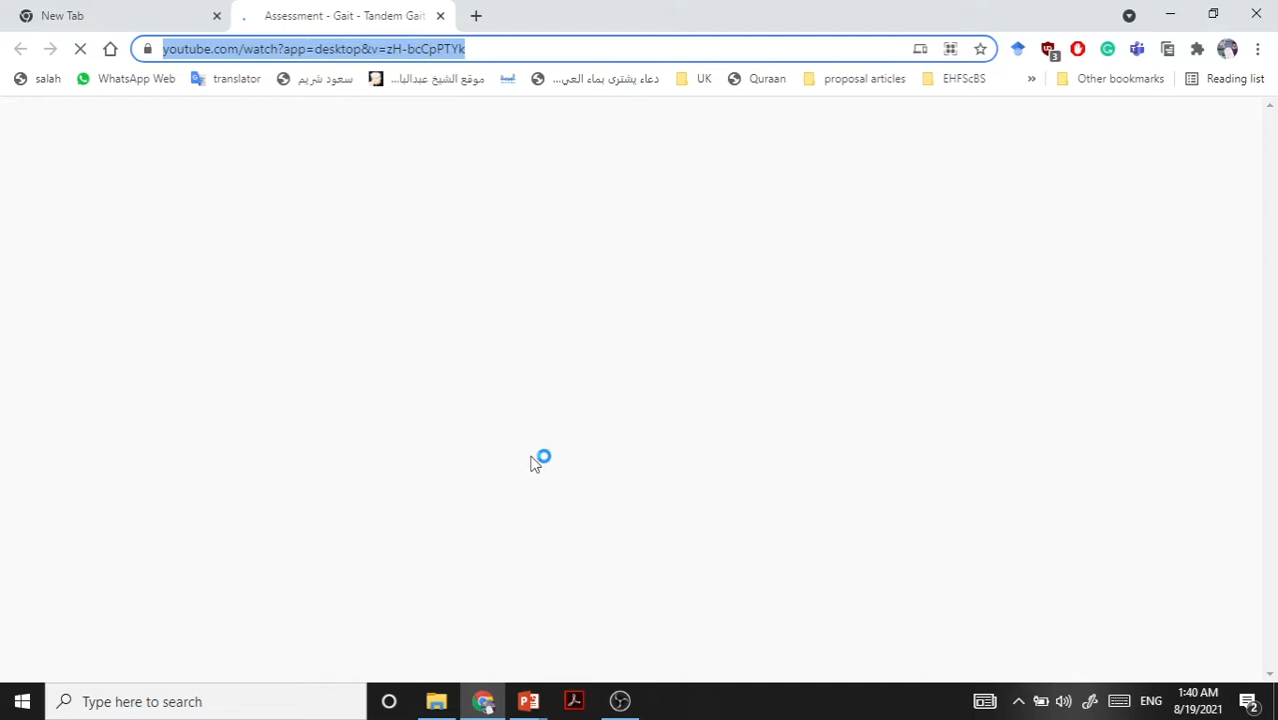 New Tab
Assessment - Gait - Tandem Gait
youtube.com/watch?app=desktop&v=zH-bcCpPTYk
3
salah
WhatsApp Web
translator
سعود شريم
موقع الشيخ عبدالبا...
دعاء يشترى بماء العي...
UK
Quraan
proposal articles
EHFScBS
»
Other bookmarks
Reading list
Type here to search
ENG
1:40 AM
8/19/2021
2